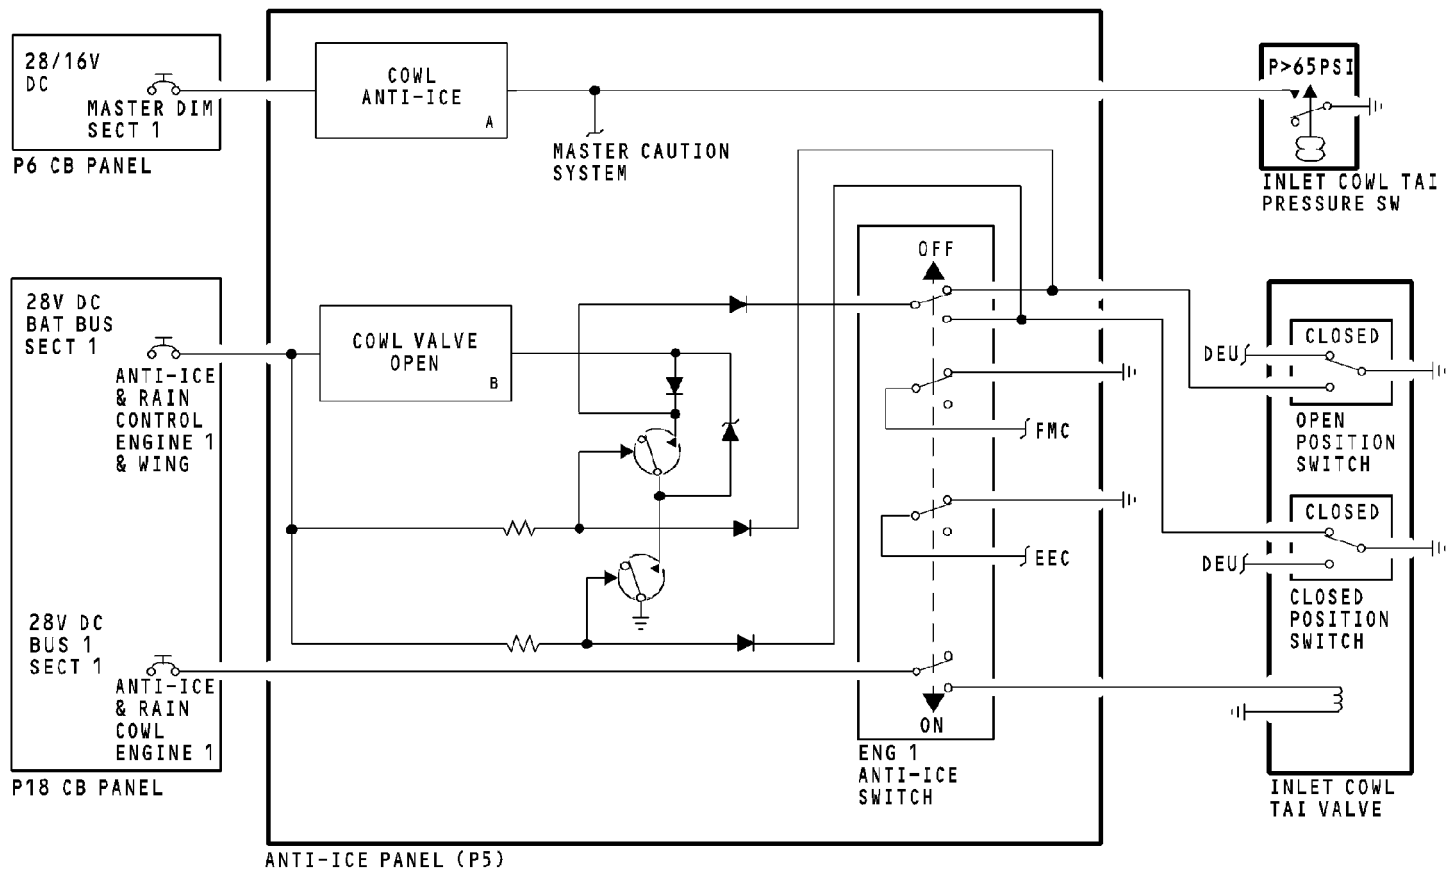 28/16V
DC
MASTER DIM
SECT 1
P6 CB PANEL
COWL
ANTI-ICE
A
MASTER CAUTION
SYSTEM
P>65PSI
INLET COWL TAI
PRESSURE SW
28V DC
BAT BUS
SECT 1
ANTI-ICE
& RAIN
CONTROL
ENGINE 1
& WING
COWL VALVE
OPEN
B
OFF
FMC
EEC
ON
ENG 1
ANTI-ICE
SWITCH
DEU
CLOSED
OPEN
POSITION
SWITCH
CLOSED
DEU
CLOSED
POSITION
SWITCH
28V DC
BUS 1
SECT 1
ANTI-ICE
& RAIN
COWL
ENGINE 1
P18 CB PANEL
INLET COWL
TAI VALVE
ANTI-ICE PANEL (P5)